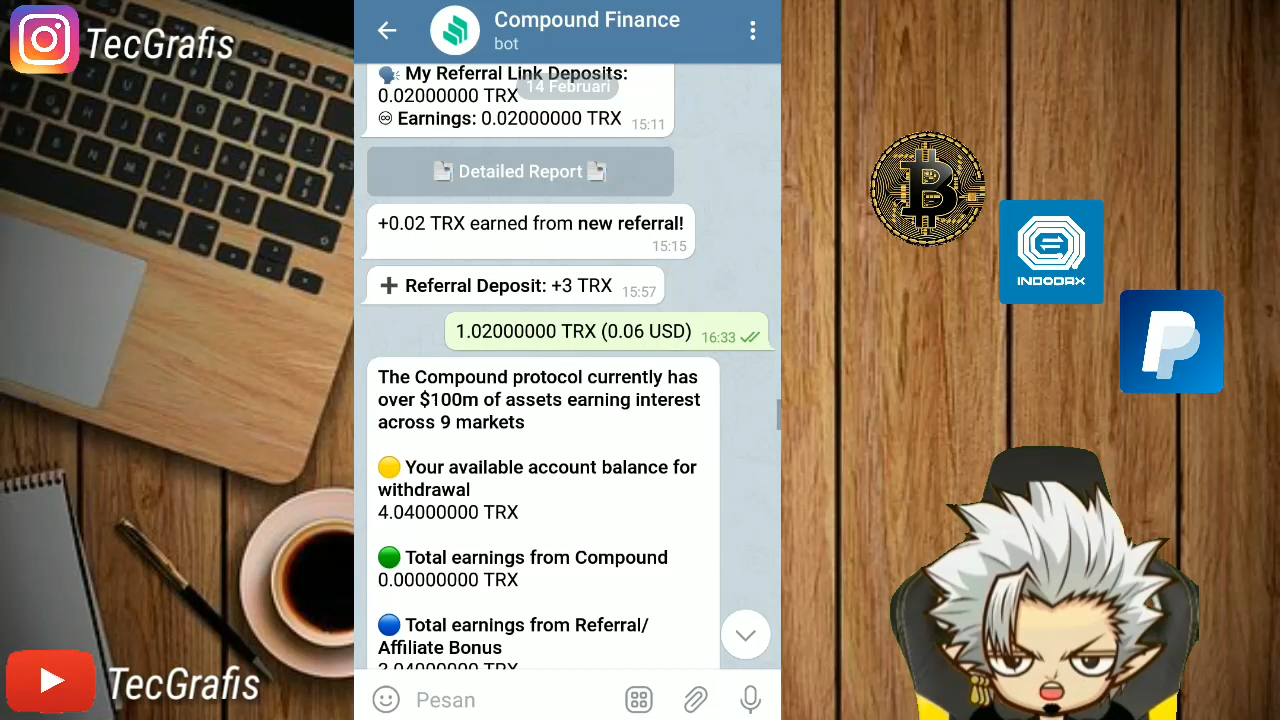 TecGrafis
Compound Finance
bot
14 Februari
🗣 My Referral Link Deposits:
0.02000000 TRX
♾ Earnings: 0.02000000 TRX 15:11
Detailed Report
+0.02 TRX earned from new referral!
15:15
➕ Referral Deposit: +3 TRX 15:57
1.02000000 TRX (0.06 USD) 16:33
The Compound protocol currently has
over $100m of assets earning interest
across 9 markets
🟡 Your available account balance for
withdrawal
4.04000000 TRX
🟢 Total earnings from Compound
0.00000000 TRX
🔵 Total earnings from Referral/
Affiliate Bonus
Pesan
INDODAX
TecGrafis